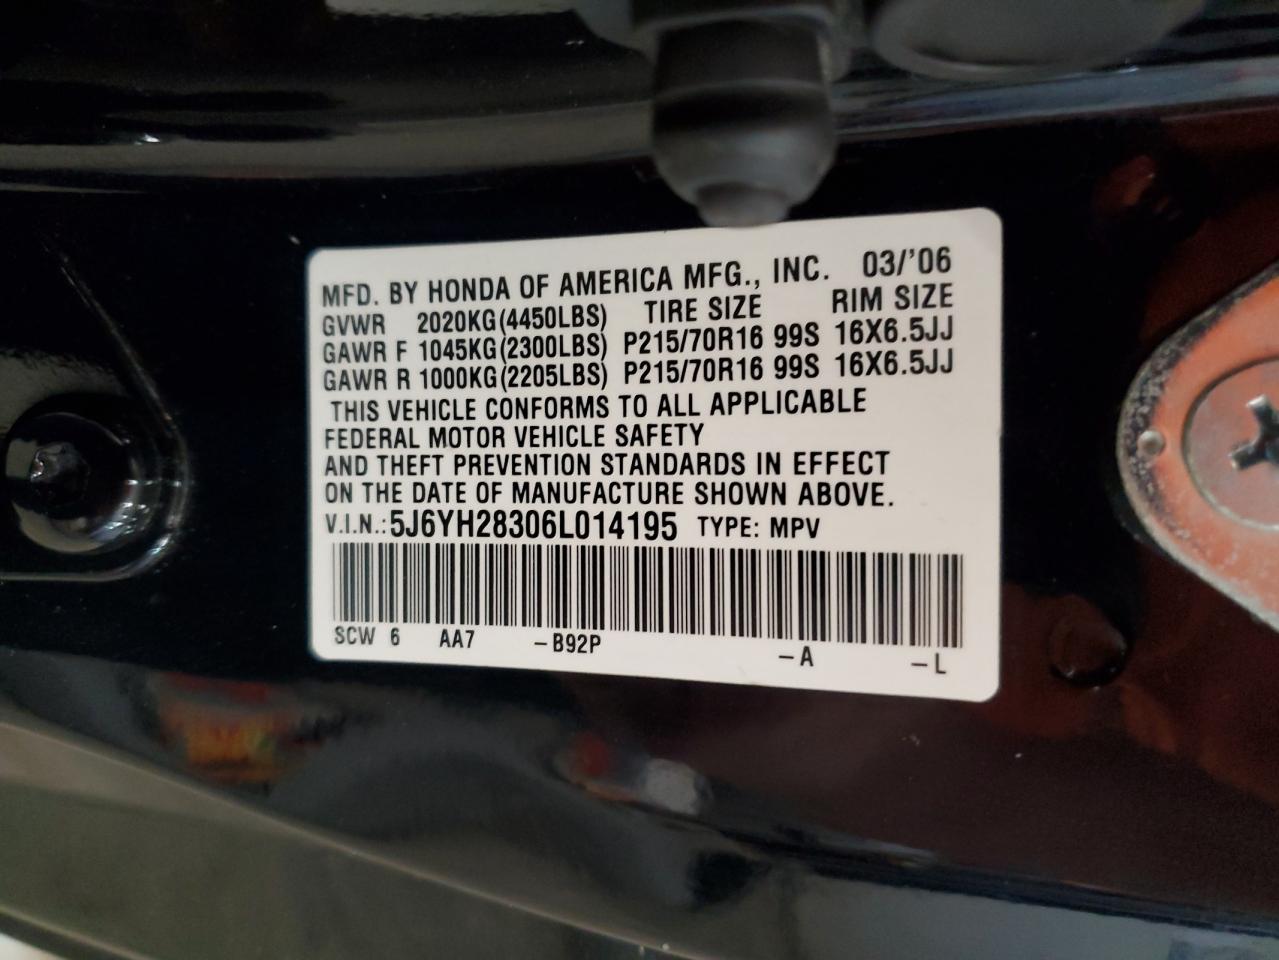 MFD. BY HONDA OF AMERICA MFG., INC. 03/'06
GVWR 2020KG(4450LBS) TIRE SIZE RIM SIZE
GAWR F 1045KG(2300LBS) P215/70R16 99S 16X6.5JJ
GAWR R 1000KG(2205LBS) P215/70R16 99S 16X6.5JJ
THIS VEHICLE CONFORMS TO ALL APPLICABLE
FEDERAL MOTOR VEHICLE SAFETY
AND THEFT PREVENTION STANDARDS IN EFFECT
ON THE DATE OF MANUFACTURE SHOWN ABOVE.
V.I.N.:5J6YH28306L014195 TYPE: MPV
SCW 6 AA7 -B92P -A -L